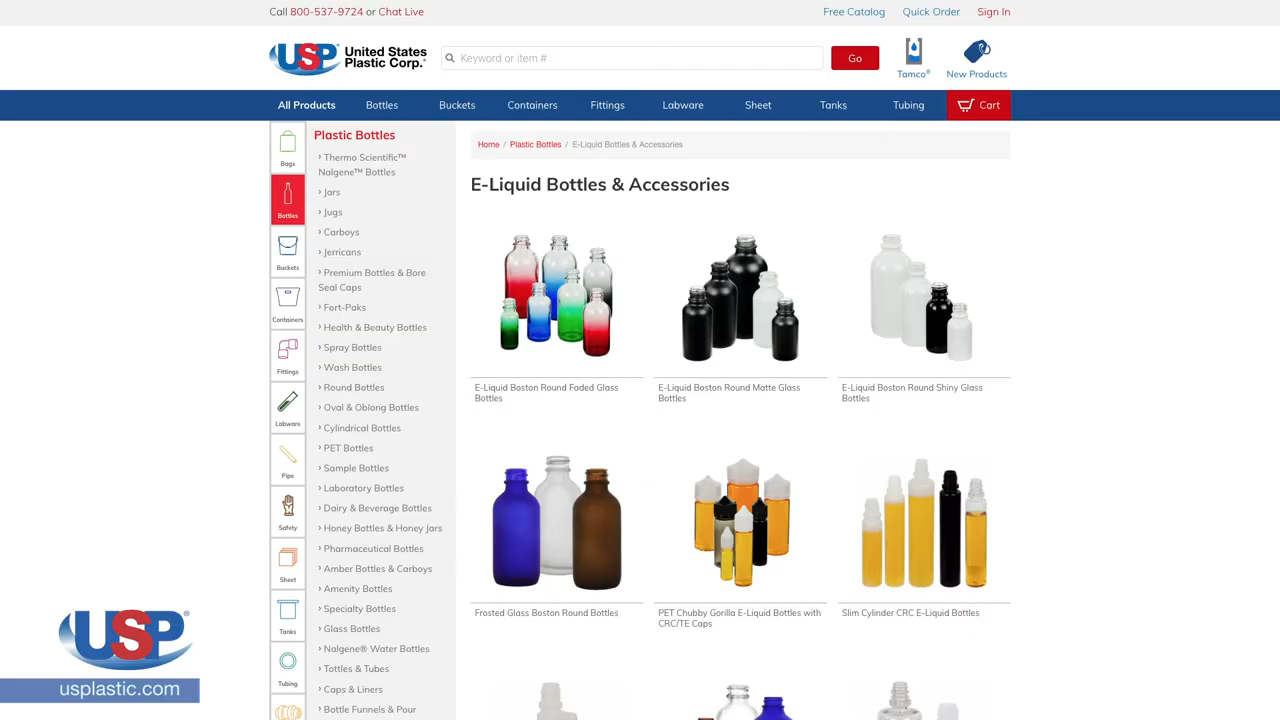 Call 800-537-9724 or Chat Live
Free Catalog
Quick Order
Sign In
USP® United States
Plastic Corp.®
Keyword or item #
Go
Tamco®
New Products
All Products
Bottles
Buckets
Containers
Fittings
Labware
Sheet
Tanks
Tubing
Cart
Bags
Bottles
Buckets
Containers
Fittings
Labware
Pipe
Safety
Sheet
Tanks
Tubing
Plastic Bottles
› Thermo Scientific™
Nalgene™ Bottles
› Jars
› Jugs
› Carboys
› Jerricans
› Premium Bottles & Bore
Seal Caps
› Fort-Paks
› Health & Beauty Bottles
› Spray Bottles
› Wash Bottles
› Round Bottles
› Oval & Oblong Bottles
› Cylindrical Bottles
› PET Bottles
› Sample Bottles
› Laboratory Bottles
› Dairy & Beverage Bottles
› Honey Bottles & Honey Jars
› Pharmaceutical Bottles
› Amber Bottles & Carboys
› Amenity Bottles
› Specialty Bottles
› Glass Bottles
› Nalgene® Water Bottles
› Tottles & Tubes
› Caps & Liners
› Bottle Funnels & Pour
Home / Plastic Bottles / E-Liquid Bottles & Accessories
E-Liquid Bottles & Accessories
E-Liquid Boston Round Faded Glass
Bottles
E-Liquid Boston Round Matte Glass
Bottles
E-Liquid Boston Round Shiny Glass
Bottles
Frosted Glass Boston Round Bottles
PET Chubby Gorilla E-Liquid Bottles with
CRC/TE Caps
Slim Cylinder CRC E-Liquid Bottles
USP®
usplastic.com